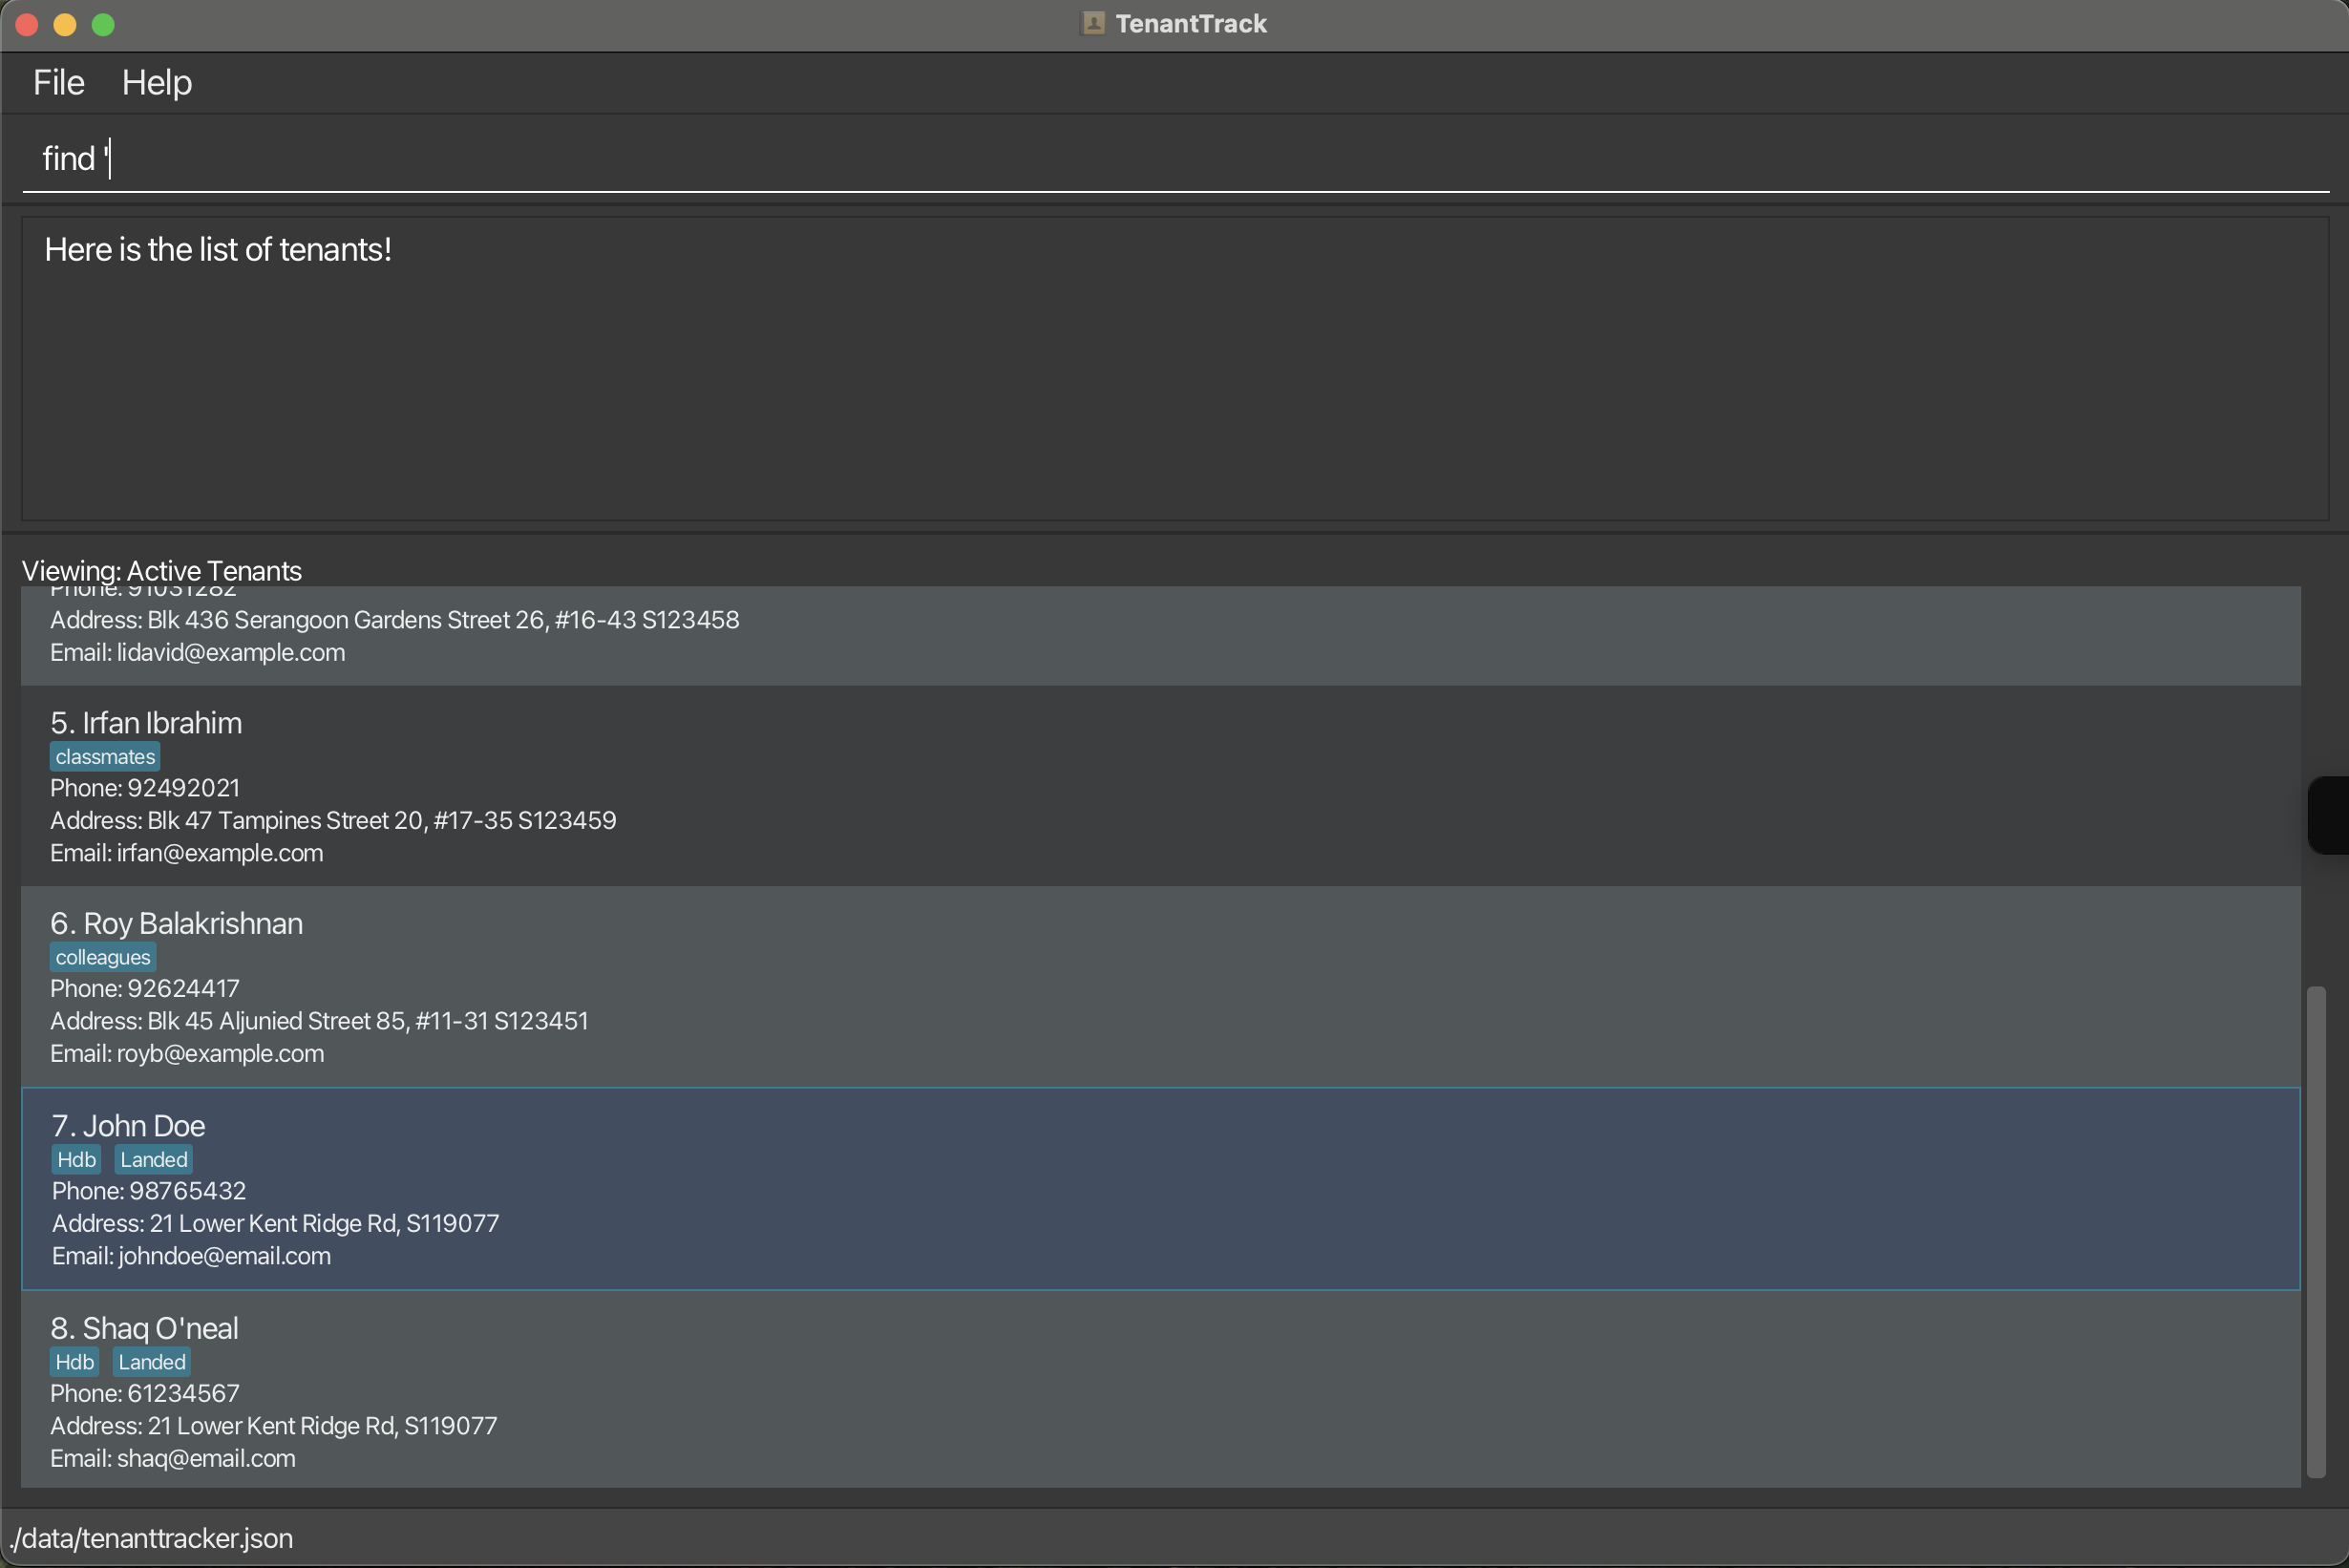 TenantTrack
File Help
find '
Here is the list of tenants!
Viewing: Active Tenants
Phone: 91031282
Address: Blk 436 Serangoon Gardens Street 26, #16-43 S123458
Email: lidavid@example.com
5. Irfan Ibrahim
classmates
Phone: 92492021
Address: Blk 47 Tampines Street 20, #17-35 S123459
Email: irfan@example.com
6. Roy Balakrishnan
colleagues
Phone: 92624417
Address: Blk 45 Aljunied Street 85, #11-31 S123451
Email: royb@example.com
7. John Doe
Hdb Landed
Phone: 98765432
Address: 21 Lower Kent Ridge Rd, S119077
Email: johndoe@email.com
8. Shaq O'neal
Hdb Landed
Phone: 61234567
Address: 21 Lower Kent Ridge Rd, S119077
Email: shaq@email.com
./data/tenanttracker.json